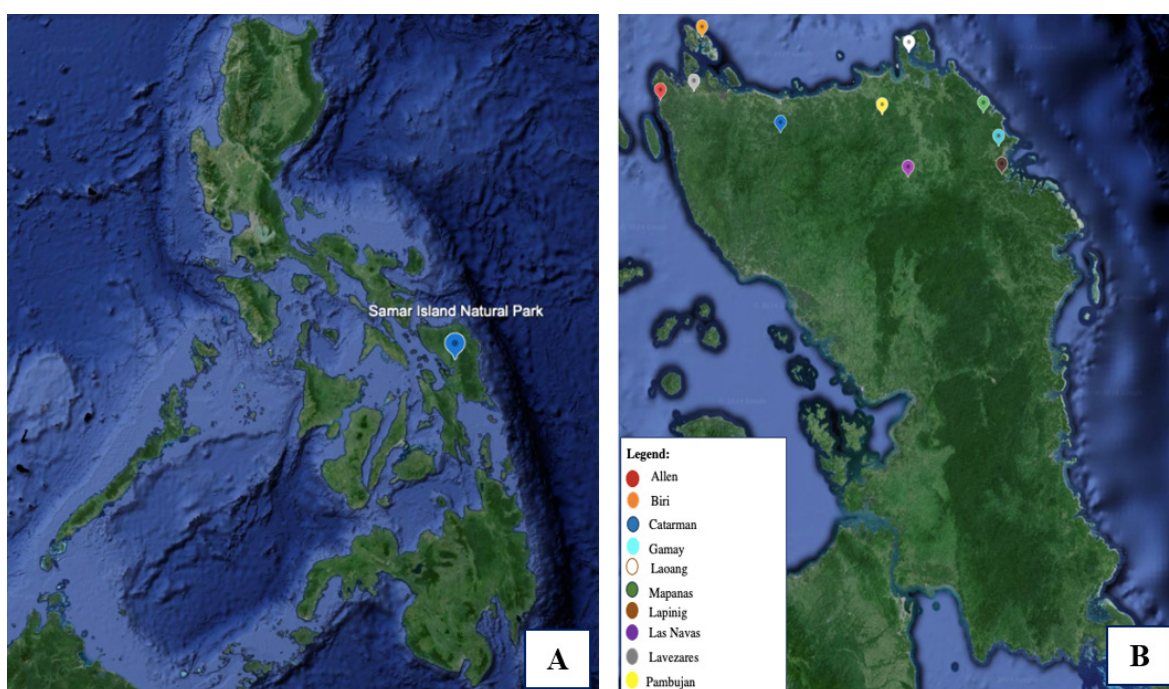 Samar Island Natural Park
A
Legend:
Allen
Biri
Catarman
Gamay
Laoang
Mapanas
Lapinig
Las Navas
Lavezares
Pambujan
B